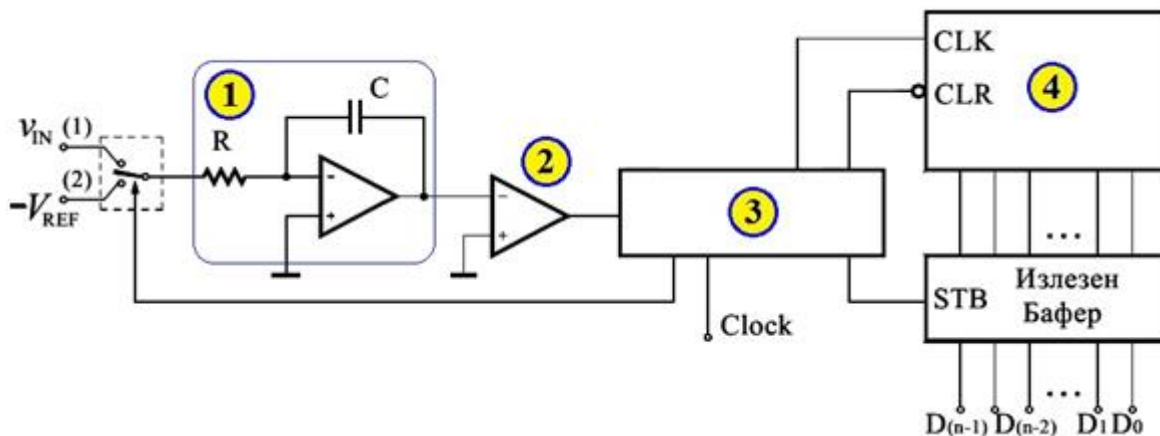 1
C
R
v_IN (1)
(2)
-V_REF
-
+
2
-
+
3
Clock
CLK
CLR
4
...
STB
Излезен
Бафер
...
D(n-1) D(n-2) D1 D0